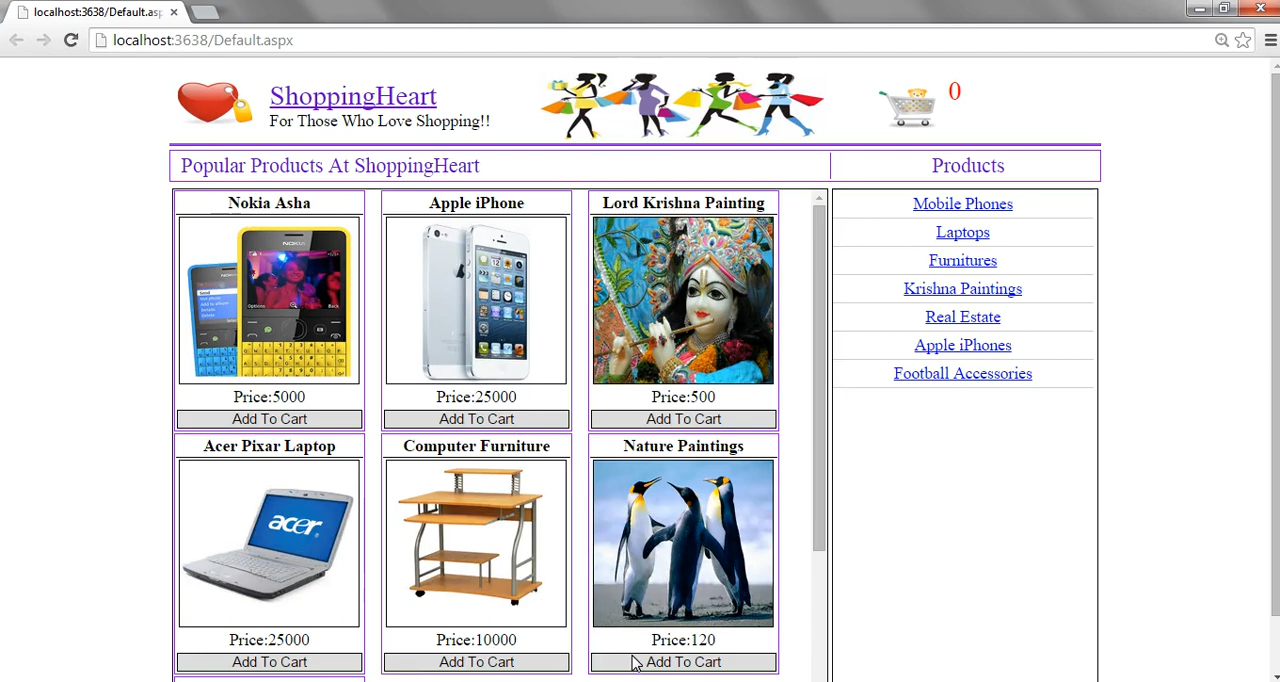 localhost:3638/Default.asp
localhost:3638/Default.aspx
ShoppingHeart
For Those Who Love Shopping!!
0
Popular Products At ShoppingHeart
Products
Nokia Asha
Apple iPhone
Lord Krishna Painting
NOKIA
Price:5000
Price:25000
Price:500
Add To Cart
Add To Cart
Add To Cart
Acer Pixar Laptop
Computer Furniture
Nature Paintings
acer
Price:25000
Price:10000
Price:120
Add To Cart
Add To Cart
Add To Cart
Mobile Phones
Laptops
Furnitures
Krishna Paintings
Real Estate
Apple iPhones
Football Accessories